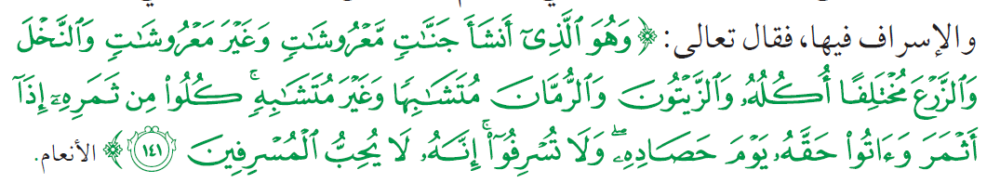 والإسراف فيها، فقال تعالى: ﴿وَهُوَ ٱلَّذِيٓ أَنشَأَ جَنَّٰتٖ مَّعۡرُوشَٰتٖ وَغَيۡرَ مَعۡرُوشَٰتٖ وَٱلنَّخۡلَ
وَٱلزَّرۡعَ مُخۡتَلِفًا أُكُلُهُۥ وَٱلزَّيۡتُونَ وَٱلرُّمَّانَ مُتَشَٰبِهٗا وَغَيۡرَ مُتَشَٰبِهٖۚ كُلُواْ مِن ثَمَرِهِۦٓ إِذَآ
أَثۡمَرَ وَءَاتُواْ حَقَّهُۥ يَوۡمَ حَصَادِهِۦۖ وَلَا تُسۡرِفُوٓاْۚ إِنَّهُۥ لَا يُحِبُّ ٱلۡمُسۡرِفِينَ ١٤١﴾ الأنعام.